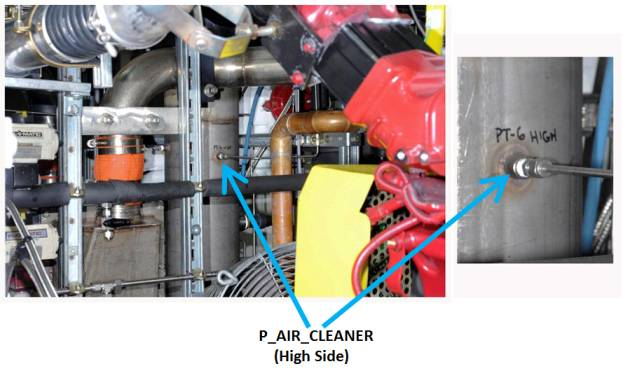 PT-6 HIGH
P_AIR_CLEANER
(High Side)